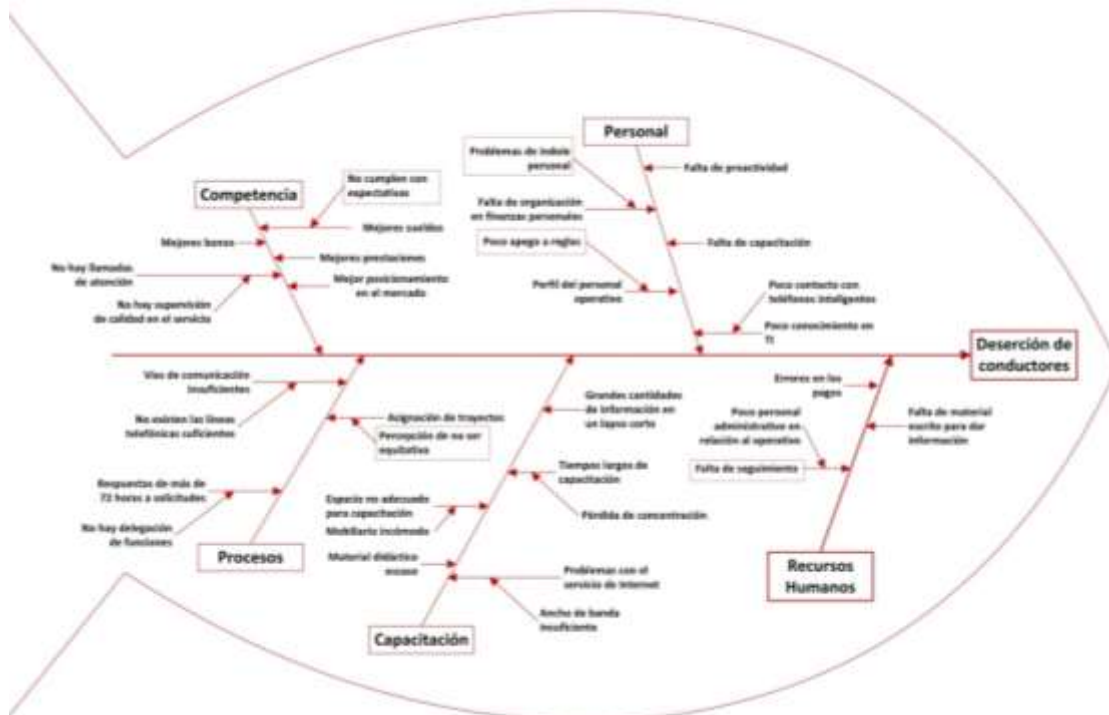 Personal
Problemas de índole
personal
Falta de proactividad
No cumplen con
expectativas
Competencia
Falta de organización
en finanzas personales
Mejores sueldos
Mejores bonos
Poco apego a reglas
Falta de capacitación
Mejores prestaciones
No hay llamadas
de atención
Mejor posicionamiento
en el mercado
Perfil del personal
operativo
Poco contacto con
teléfonos inteligentes
No hay supervisión
de calidad en el servicio
Poco conocimiento en
TI
Deserción de
conductores
Vías de comunicación
insuficientes
Errores en los
pagos
No existen las líneas
telefónicas suficientes
Asignación de trayectos
Percepción de no ser
equitativa
Grandes cantidades
de información en
un lapso corto
Poco personal
administrativo en
relación al operativo
Falta de material
escrito para dar
información
Falta de seguimiento
Respuestas de más de
72 horas a solicitudes
Tiempos largos de
capacitación
Espacio no adecuado
para capacitación
Mobiliario incómodo
Pérdida de concentración
No hay delegación
de funciones
Procesos
Material didáctico
escaso
Problemas con el
servicio de Internet
Recursos
Humanos
Ancho de banda
insuficiente
Capacitación